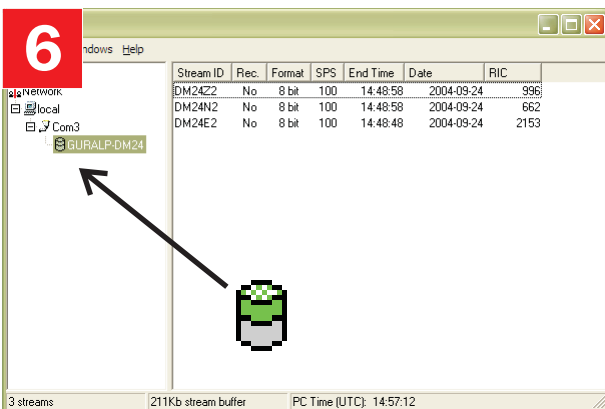 6
ndows Help
Stream ID Rec. Format SPS End Time Date RIC
Network
DM24Z2 No 8 bit 100 14:48:58 2004-09-24 996
local
DM24N2 No 8 bit 100 14:48:58 2004-09-24 662
Com3
DM24E2 No 8 bit 100 14:48:48 2004-09-24 2153
GURALP-DM24
3 streams 211Kb stream buffer PC Time (UTC): 14:57:12